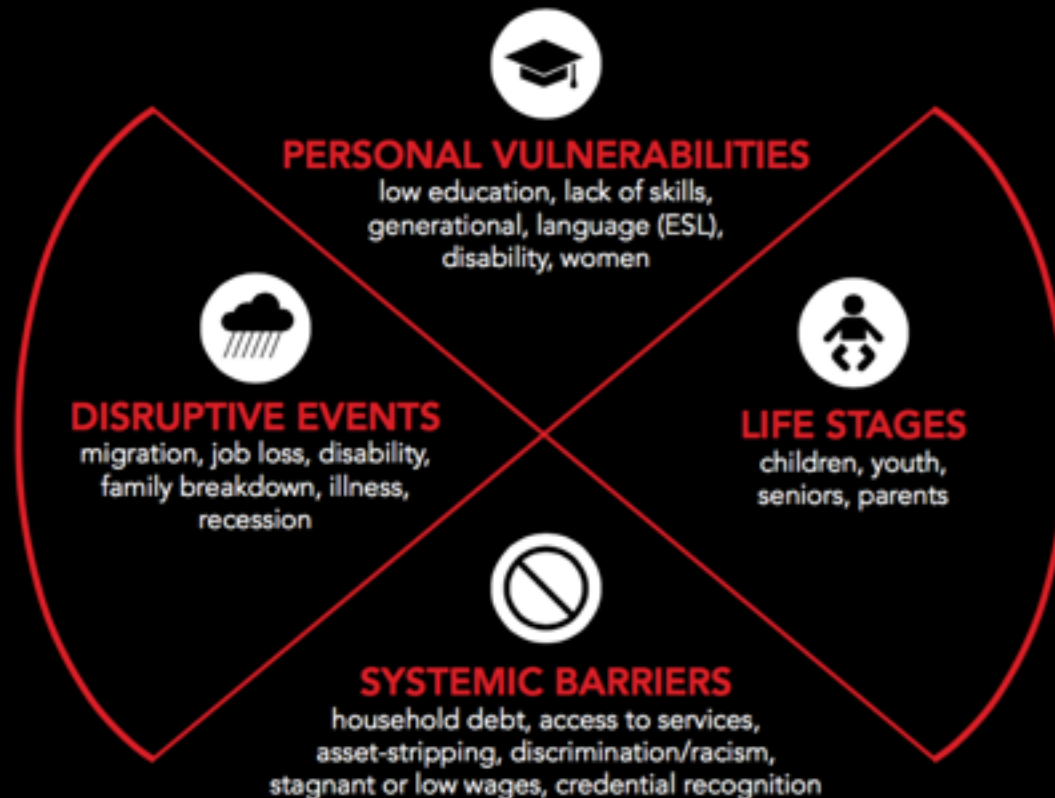 PERSONAL VULNERABILITIES
low education, lack of skills,
generational, language (ESL),
disability, women
DISRUPTIVE EVENTS
migration, job loss, disability,
family breakdown, illness,
recession
LIFE STAGES
children, youth,
seniors, parents
SYSTEMIC BARRIERS
household debt, access to services,
asset-stripping, discrimination/racism,
stagnant or low wages, credential recognition